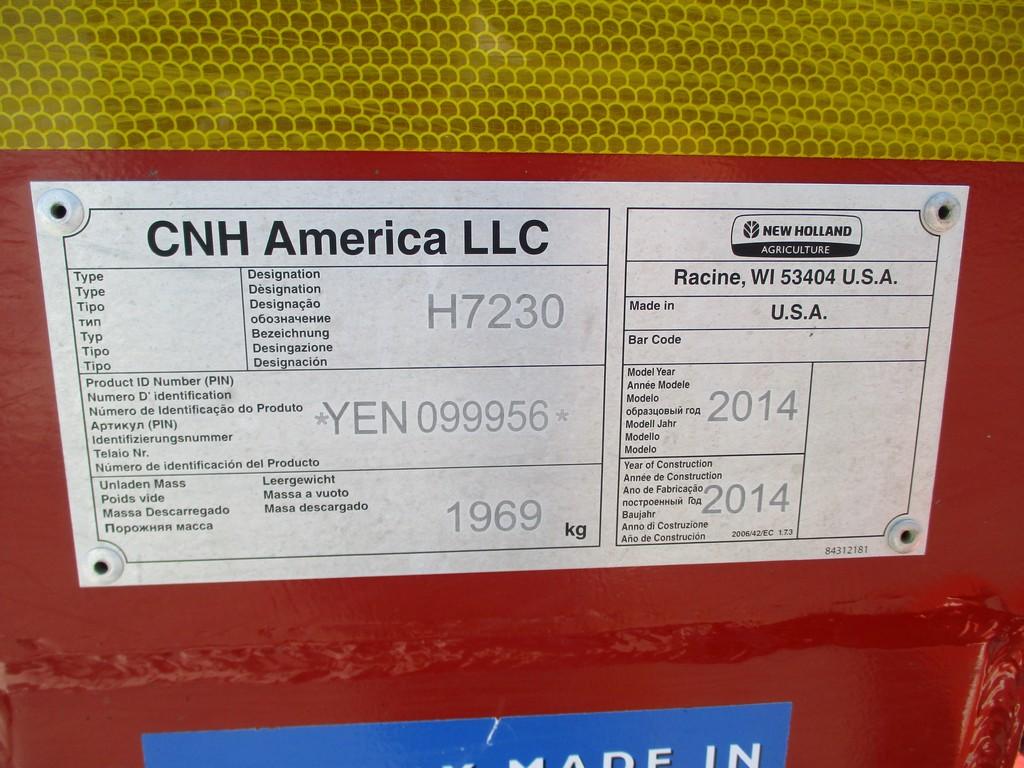 CNH America LLC
Type
Type
Tipo
тип
Typ
Tipo
Tipo
Designation
Dèsignation
Designação
обозначение
Bezeichnung
Desingazione
Designación
H7230
Product ID Number (PIN)
Numero D' identification
Número de Identificação do Produto
Артикул (PIN)
Identifizierungsnummer
Telaio Nr.
Número de identificación del Producto
*YEN099956*
Unladen Mass
Poids vide
Massa Descarregado
Порожняя масса
Leergewicht
Massa a vuoto
Masa descargado
1969 kg
NEW HOLLAND
AGRICULTURE
Racine, WI 53404 U.S.A.
Made in
U.S.A.
Bar Code
Model Year
Année Modele
Modelo
образцовый год
Modell Jahr
Modello
Modelo
2014
Year of Construction
Année de Construction
Ano de Fabricação
построенный Год
Baujahr
Anno di Costruzione
Año de Construción
2014
2006/42/EC 1.7.3
84312181
MADE IN